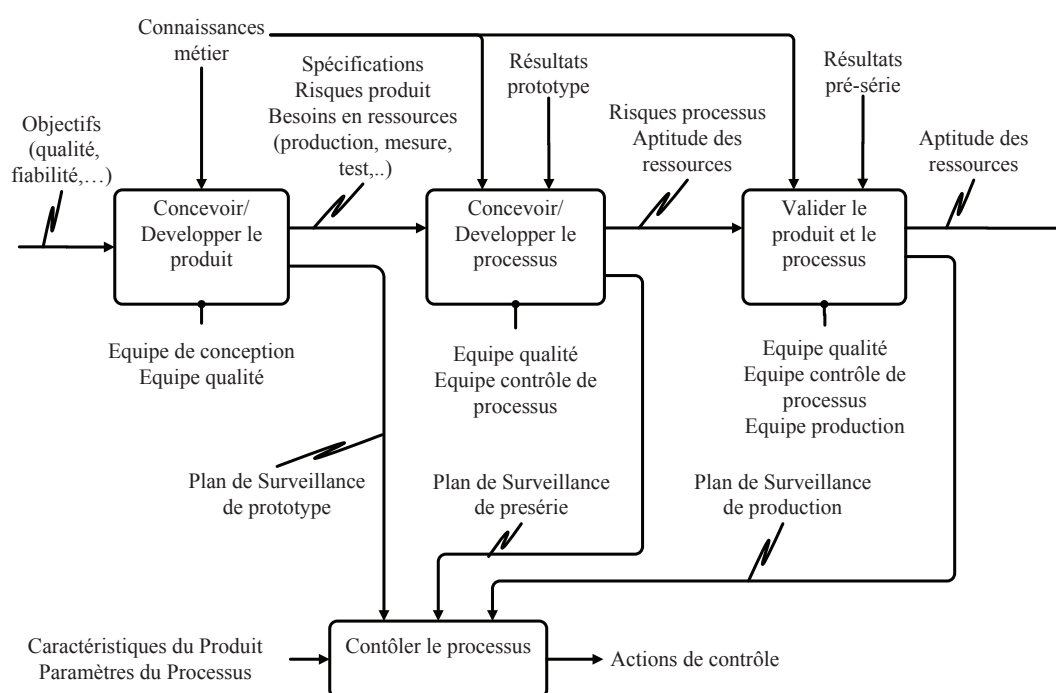 Connaissances
métier
Spécifications
Risques produit
Besoins en ressources
(production, mesure,
test,..)
Résultats
prototype
Résultats
pré-série
Objectifs
(qualité,
fiabilité,…)
Risques processus
Aptitude des
ressources
Aptitude des
ressources
Concevoir/
Developper le
produit
Concevoir/
Developper le
processus
Valider le
produit et le
processus
Equipe de conception
Equipe qualité
Equipe qualité
Equipe contrôle de
processus
Equipe qualité
Equipe contrôle de
processus
Equipe production
Plan de Surveillance
de prototype
Plan de Surveillance
de presérie
Plan de Surveillance
de production
Caractéristiques du Produit
Paramètres du Processus
Contôler le processus
Actions de contrôle